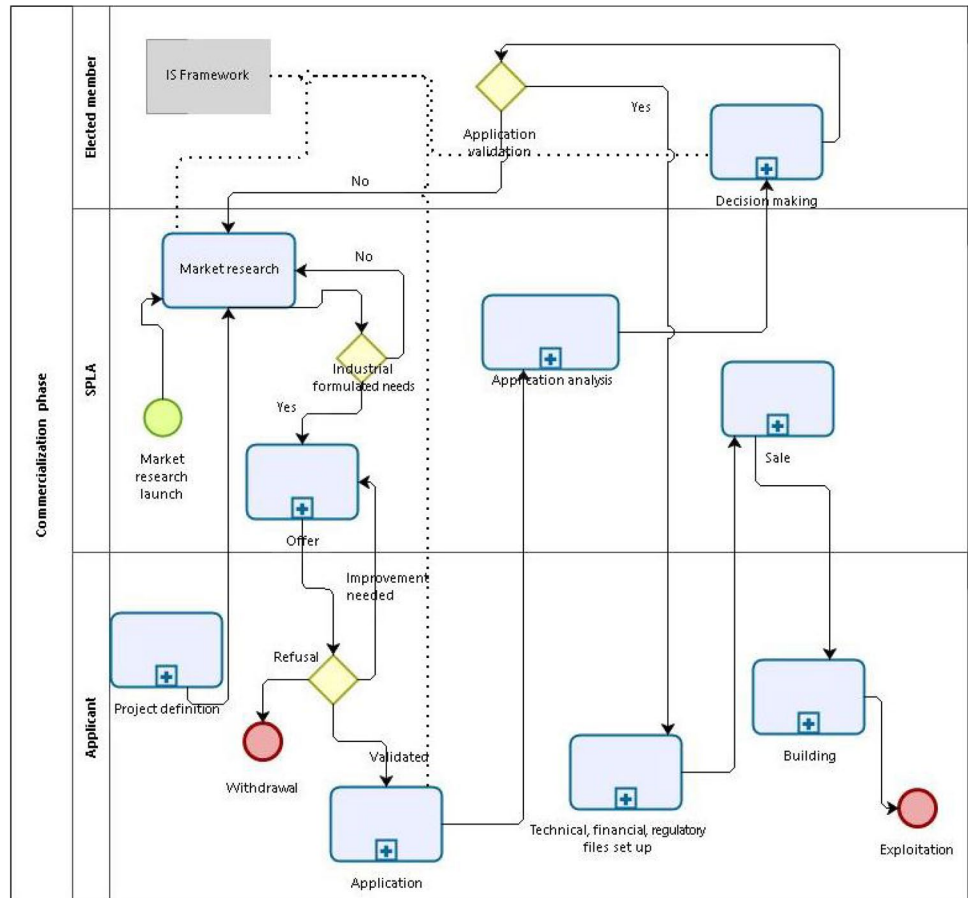 Commercialization phase
Elected member
IS Framework
Application
validation
Yes
No
Decision making
SPLA
Market research
No
Industrial
formulated needs
Yes
Application analysis
Market
research
launch
Sale
Offer
Applicant
Improvement
needed
Refusal
Project definition
Validated
Withdrawal
Building
Technical, financial, regulatory
files set up
Application
Exploitation